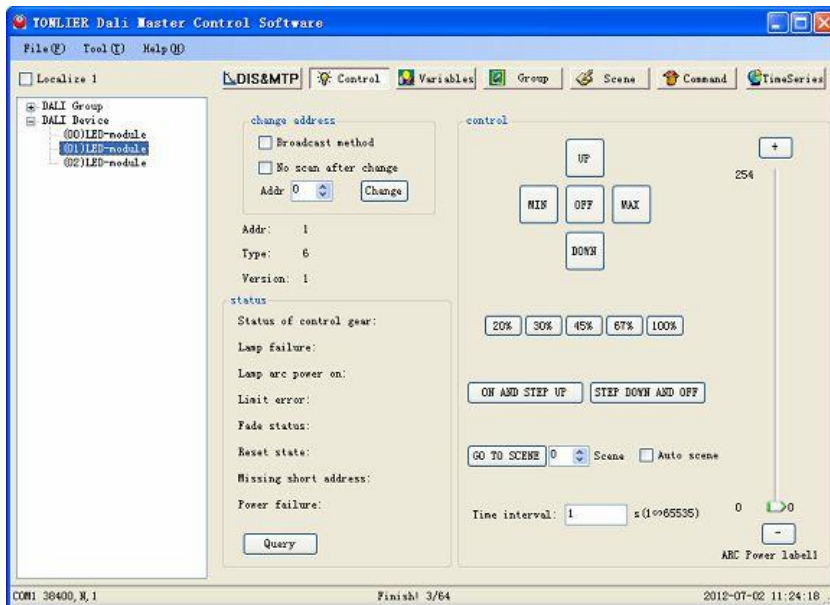 TONLIER Dali Master Control Software
File(F) Tool(T) Help(H)
Localize 1
DIS&MTP Control Variables Group Scene Command TimeSeries
DALI Group
DALI Device
(00)LED-module
(01)LED-module
(02)LED-module
change address
Broadcast method
No scan after change
Addr 0 Change
Addr: 1
Type: 6
Version: 1
status
Status of control gear:
Lamp failure:
Lamp arc power on:
Limit error:
Fade status:
Reset state:
Missing short address:
Power failure:
Query
control
UP
MIN OFF MAX
DOWN
20% 30% 45% 67% 100%
ON AND STEP UP STEP DOWN AND OFF
GO TO SCENE 0 Scene Auto scene
Time interval: 1 s(1∽65535)
+
254
0 0
-
ARC Power label1
COM1 38400,N,1 Finish! 3/64 2012-07-02 11:24:18